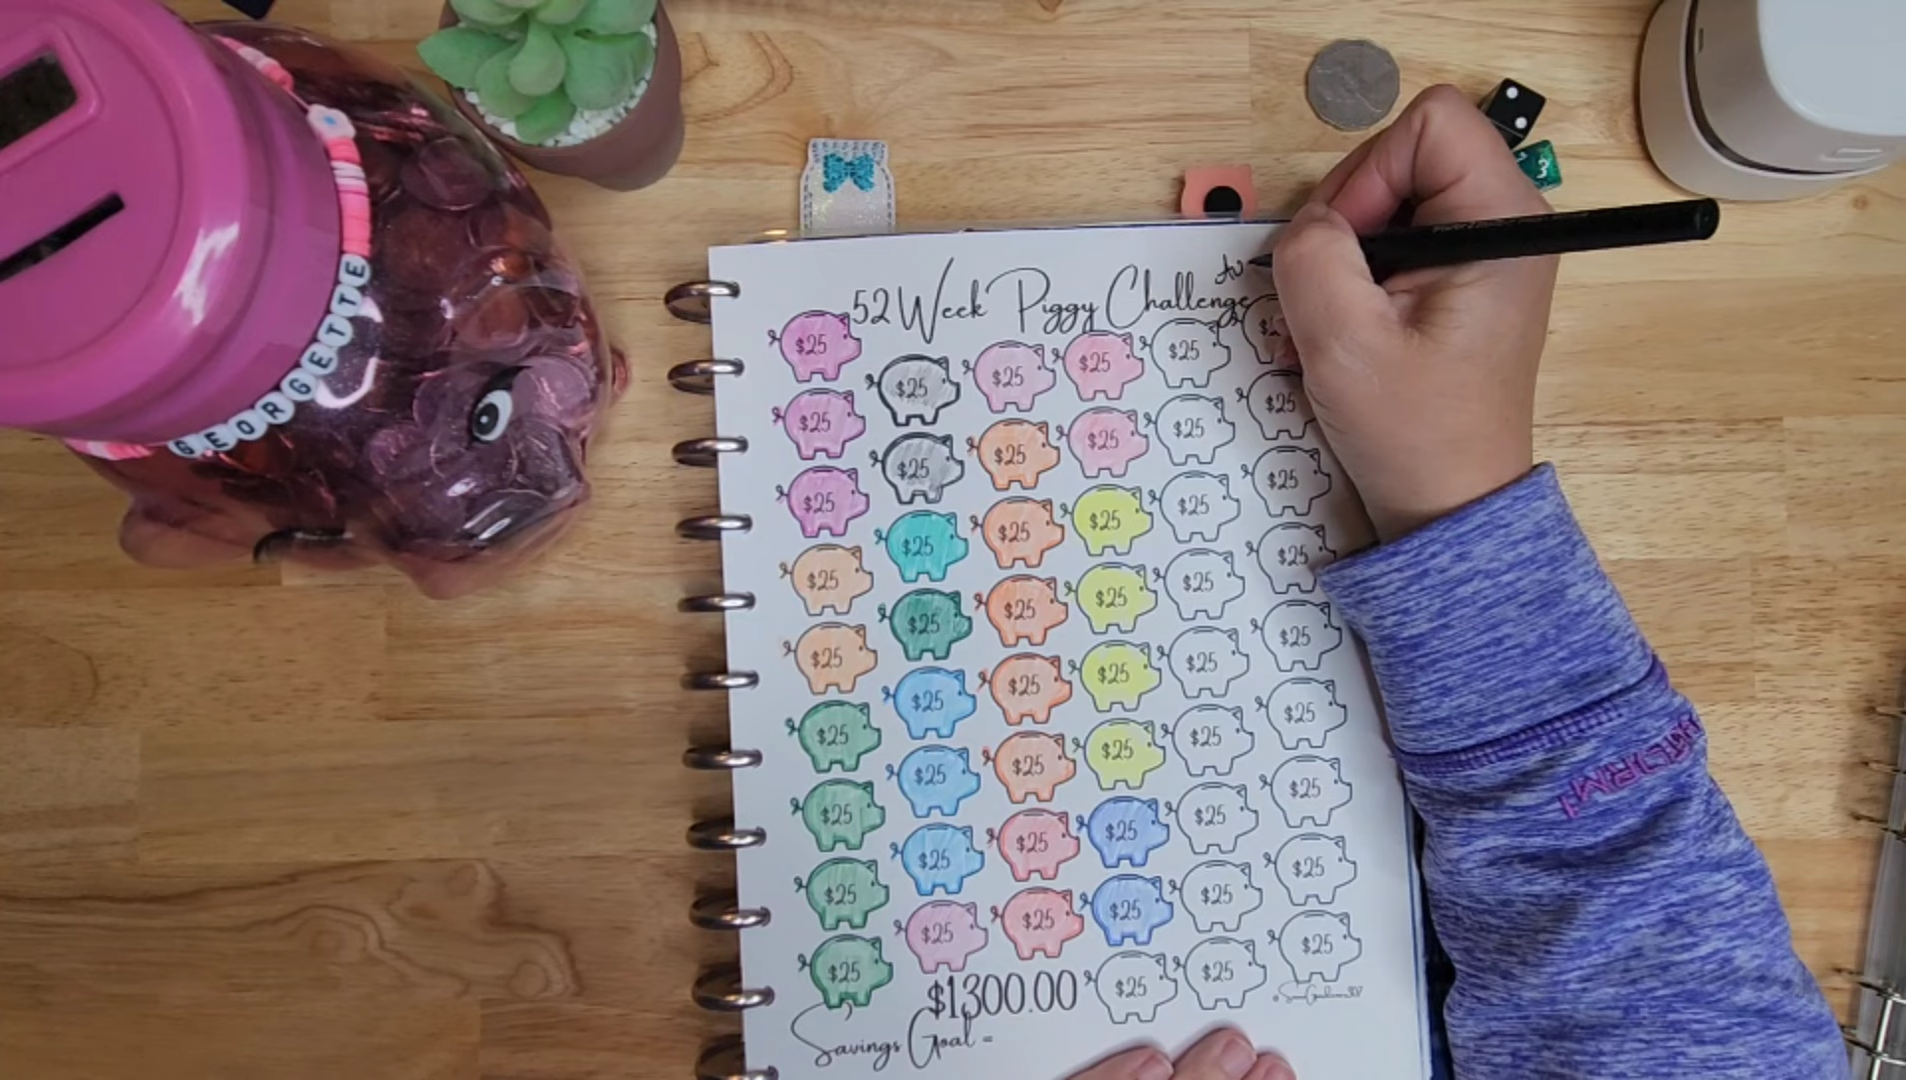 GEORGETTE
Au
52 Week Piggy Challenge
$25 $25 $25 $25 $25 $2
$25 $25 $25 $25 $25 $25
$25 $25 $25 $25 $25 $25
$25 $25 $25 $25 $25 $25
$25 $25 $25 $25 $25 $25
$25 $25 $25 $25 $25 $25
$25 $25 $25 $25 $25 $25
$25 $25 $25 $25 $25 $25
$25 $25 $25 $25
$1300.00
Savings Goal =
3